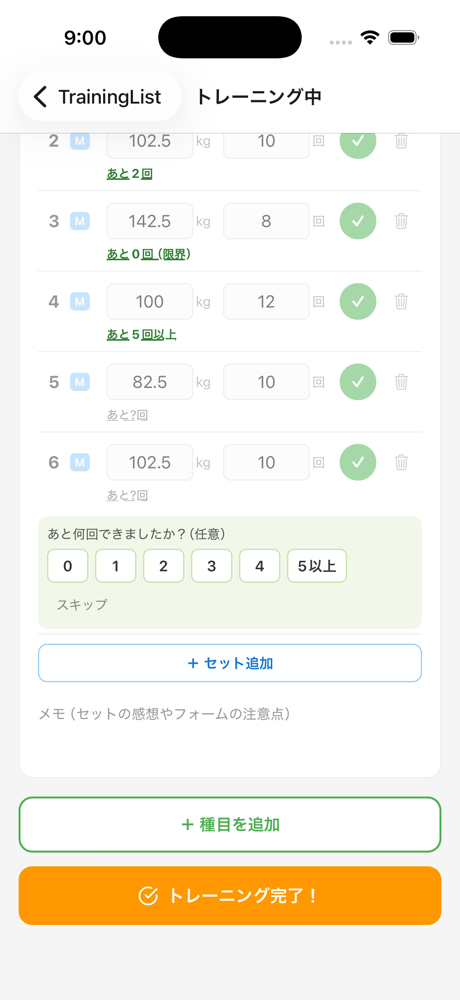 9:00
TrainingList トレーニング中
2 M 102.5 kg 10 回
あと2回
3 M 142.5 kg 8 回
あと0回（限界）
4 M 100 kg 12 回
あと5回以上
5 M 82.5 kg 10 回
あと?回
6 M 102.5 kg 10 回
あと?回
あと何回できましたか？（任意）
0 1 2 3 4 5以上
スキップ
+ セット追加
メモ（セットの感想やフォームの注意点）
+ 種目を追加
トレーニング完了！